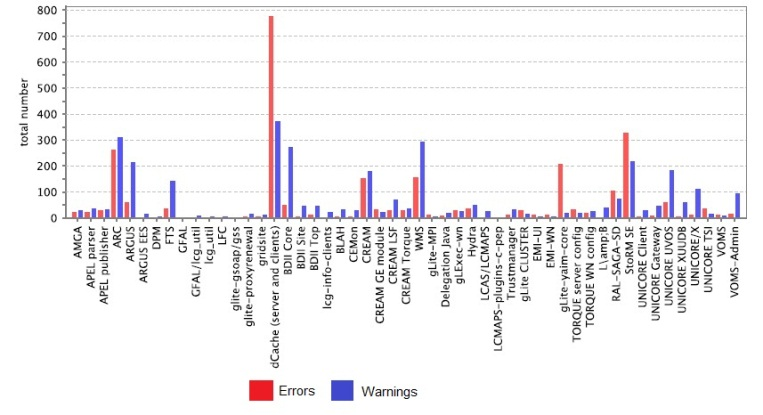 800
700
600
500
400
300
200
100
0
total number
AMGA
APEL parser
APEL publisher
ARC
ARGUS
ARGUS EES
DPM
FTS
GFAL
GFAL/lcg_util
lcg_util
LFC
glite-gsoap/gss
glite-proxyrenewal
gridsite
dCache (server and clients)
BDII Core
BDII Site
BDII Top
lcg-info-clients
BLAH
CEMon
CREAM
CREAM GE module
CREAM LSF
CREAM Torque
WMS
gLite-MPI
Delegation Java
gLExec-wn
Hydra
LCAS/LCMAPS
LCMAPS-plugins-c-pep
Trustmanager
gLite CLUSTER
EMI-UI
EMI-WN
gLite-yaim-core
TORQUE server config
TORQUE WN config
L\amp;B
RAL-SAGA-SD
StoRM SE
UNICORE Client
UNICORE Gateway
UNICORE UVOS
UNICORE XUUDB
UNICORE/X
UNICORE TSI
VOMS
VOMS-Admin
Errors
Warnings